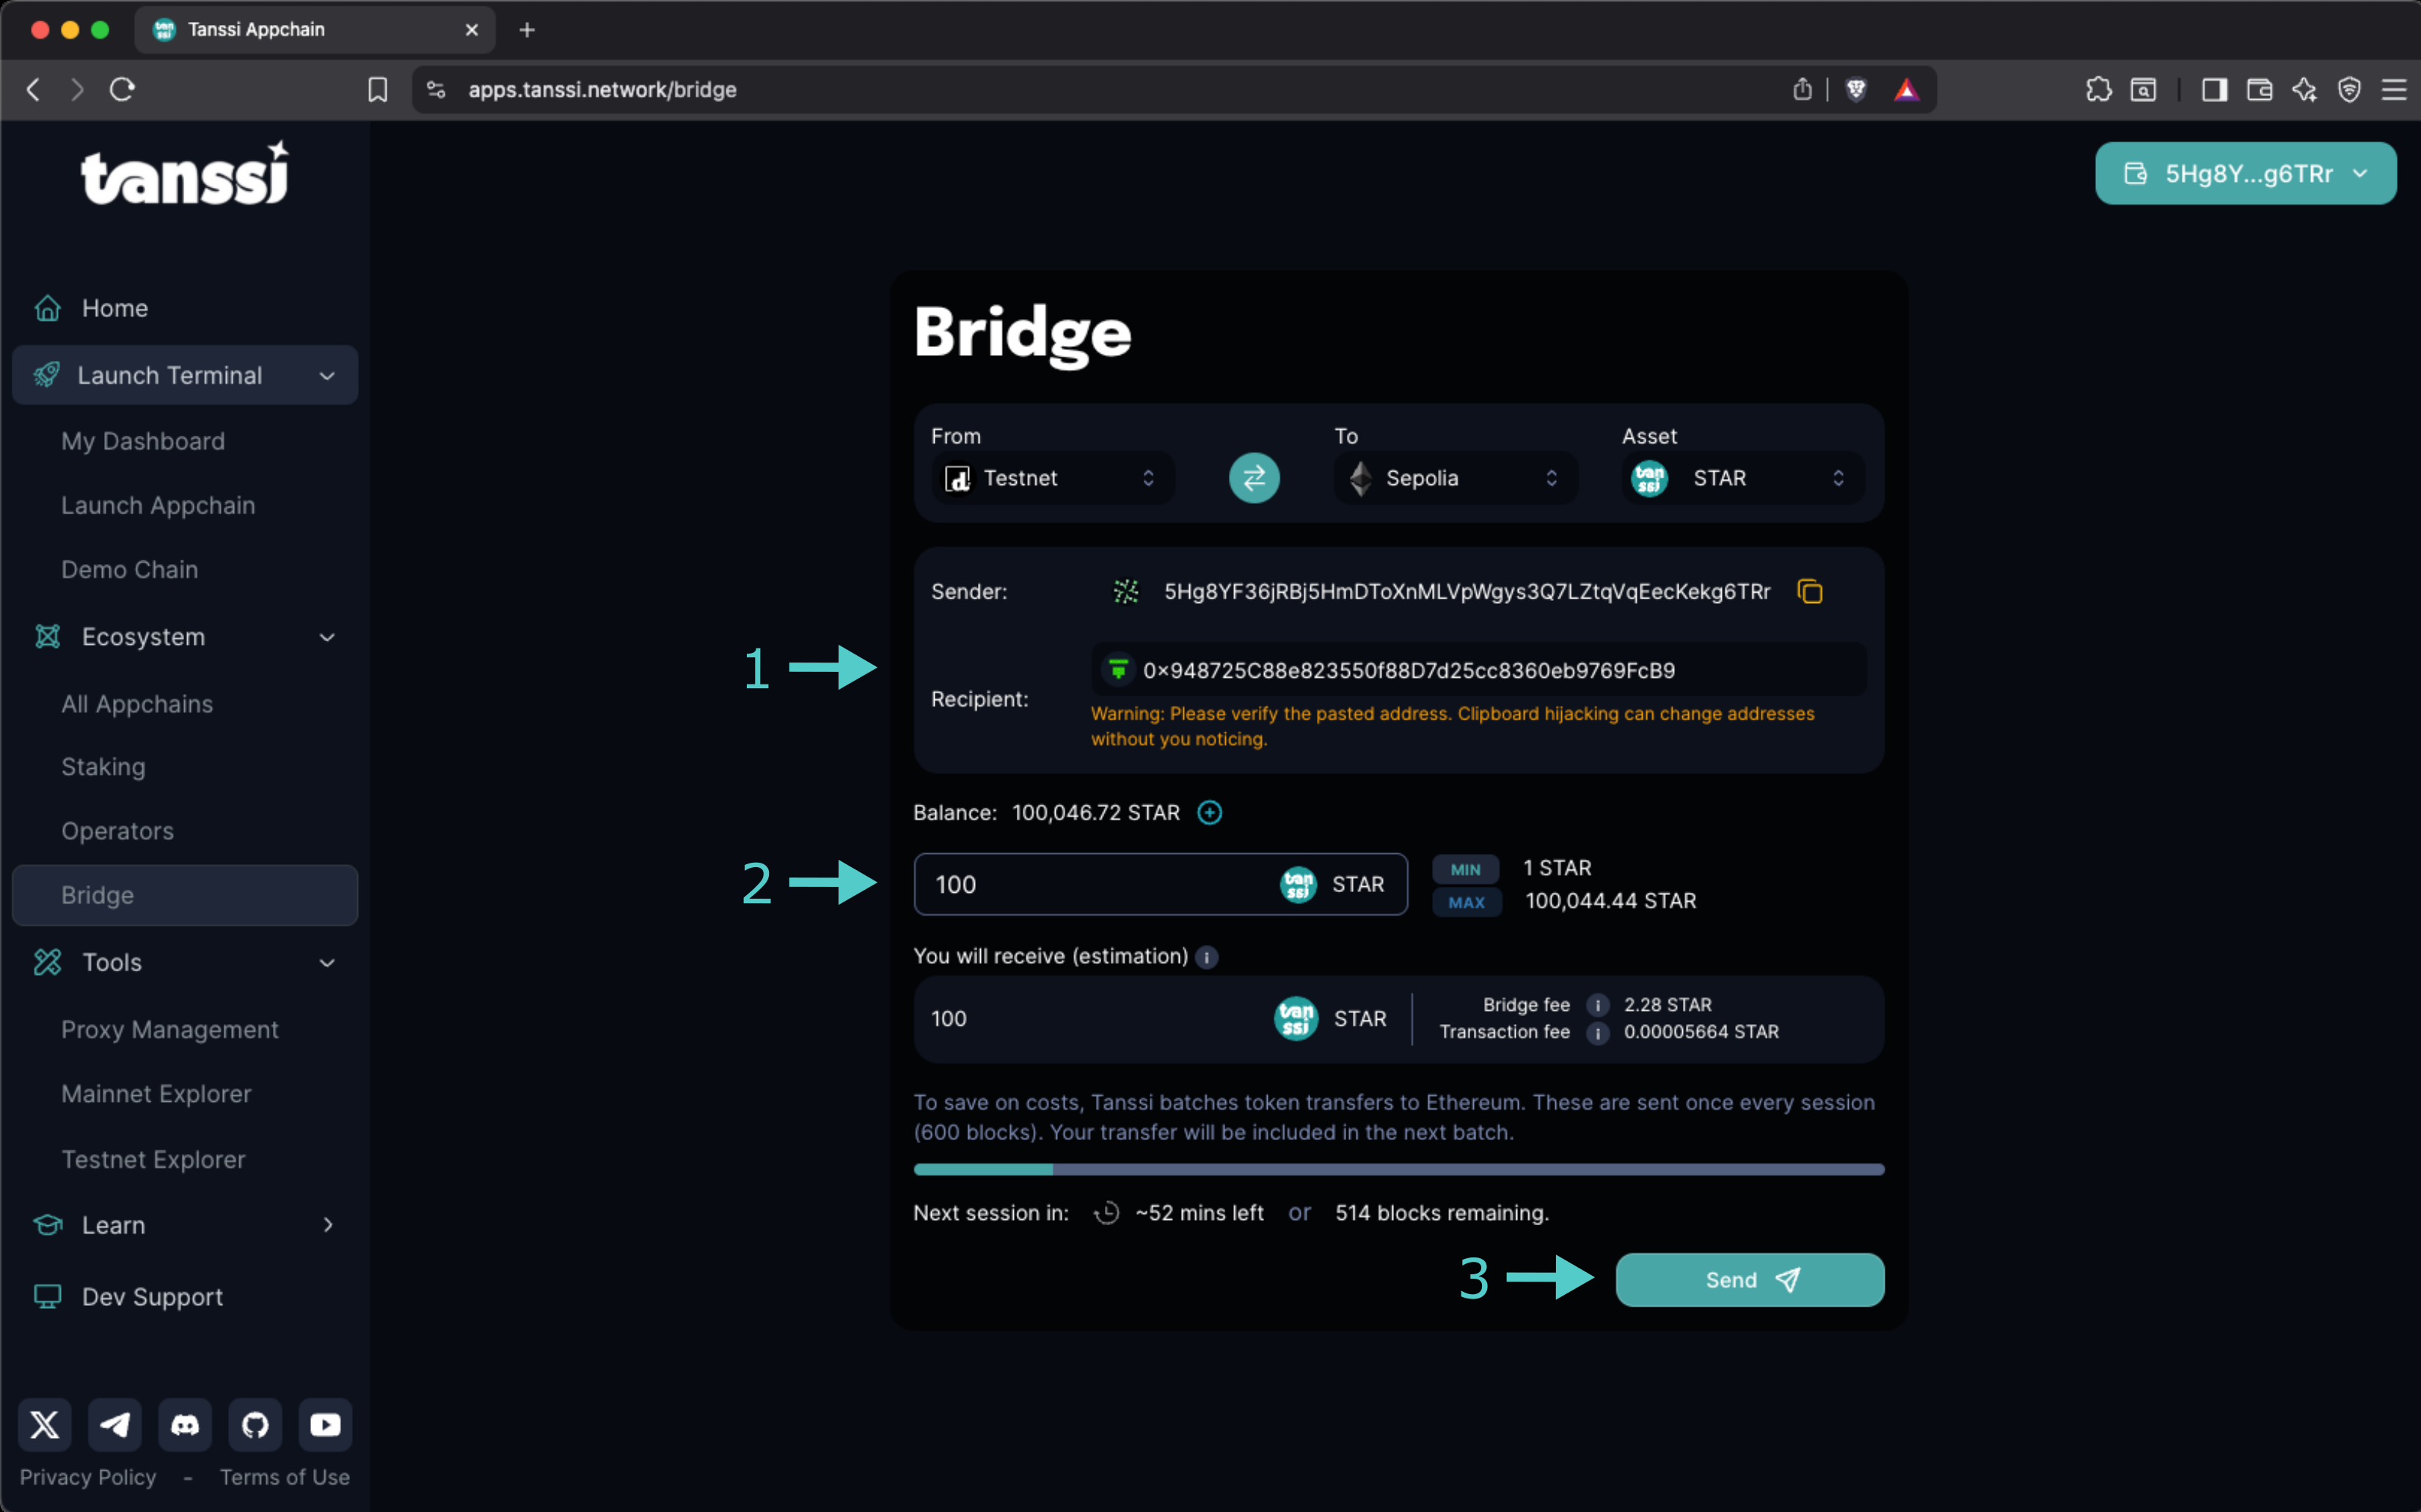 Tanssi Appchain
apps.tanssi.network/bridge
tanssi
5Hg8Y...g6TRr
Home
Launch Terminal
My Dashboard
Launch Appchain
Demo Chain
Ecosystem
All Appchains
Staking
Operators
Bridge
Tools
Proxy Management
Mainnet Explorer
Testnet Explorer
Learn
Dev Support
Privacy Policy - Terms of Use
Bridge
From To Asset
Testnet Sepolia tanssi STAR
Sender: 5Hg8YF36jRBj5HmDToXnMLVpWgys3Q7LZtqVqEecKekg6TRr
1
0x948725C88e823550f88D7d25cc8360eb9769FcB9
Recipient:
Warning: Please verify the pasted address. Clipboard hijacking can change addresses
without you noticing.
Balance: 100,046.72 STAR
2
100 tanssi STAR
MIN 1 STAR
MAX 100,044.44 STAR
You will receive (estimation)
100 tanssi STAR
Bridge fee 2.28 STAR
Transaction fee 0.00005664 STAR
To save on costs, Tanssi batches token transfers to Ethereum. These are sent once every session
(600 blocks). Your transfer will be included in the next batch.
Next session in: ~52 mins left or 514 blocks remaining.
3
Send